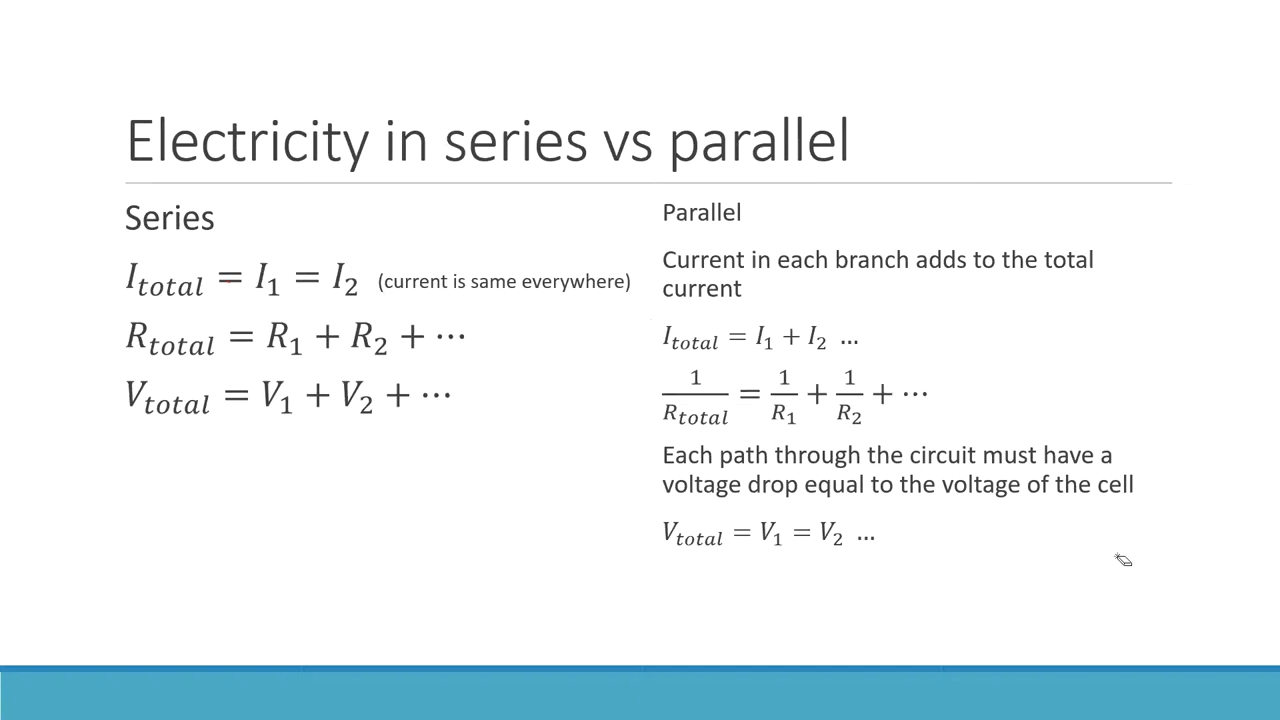 Electricity in series vs parallel
Series
I_total = I_1 = I_2 (current is same everywhere)
R_total = R_1 + R_2 + ⋯
V_total = V_1 + V_2 + ⋯
Parallel
Current in each branch adds to the total
current
I_total = I_1 + I_2 ...
1/R_total = 1/R_1 + 1/R_2 + ⋯
Each path through the circuit must have a
voltage drop equal to the voltage of the cell
V_total = V_1 = V_2 ...